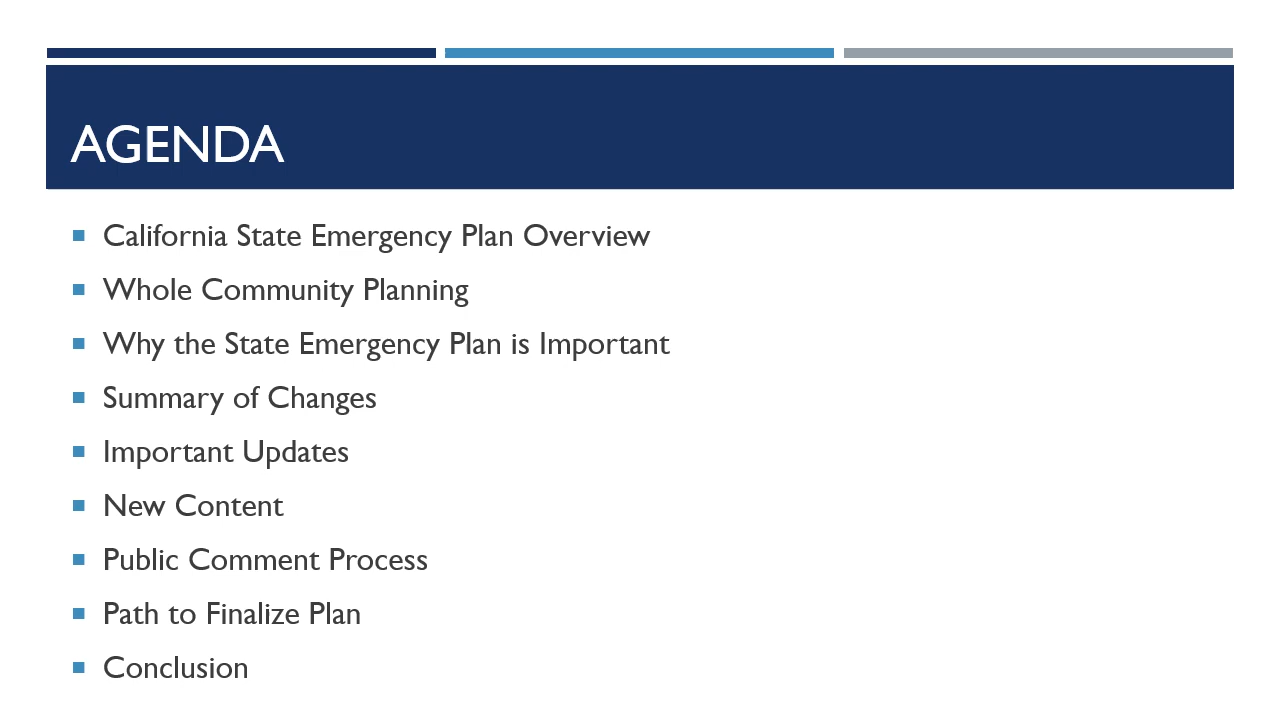 AGENDA
California State Emergency Plan Overview
Whole Community Planning
Why the State Emergency Plan is Important
Summary of Changes
Important Updates
New Content
Public Comment Process
Path to Finalize Plan
Conclusion